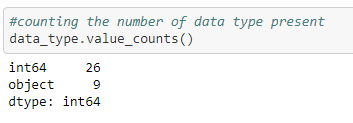 #counting the number of data type present
data_type.value_counts()
int64     26
object     9
dtype: int64